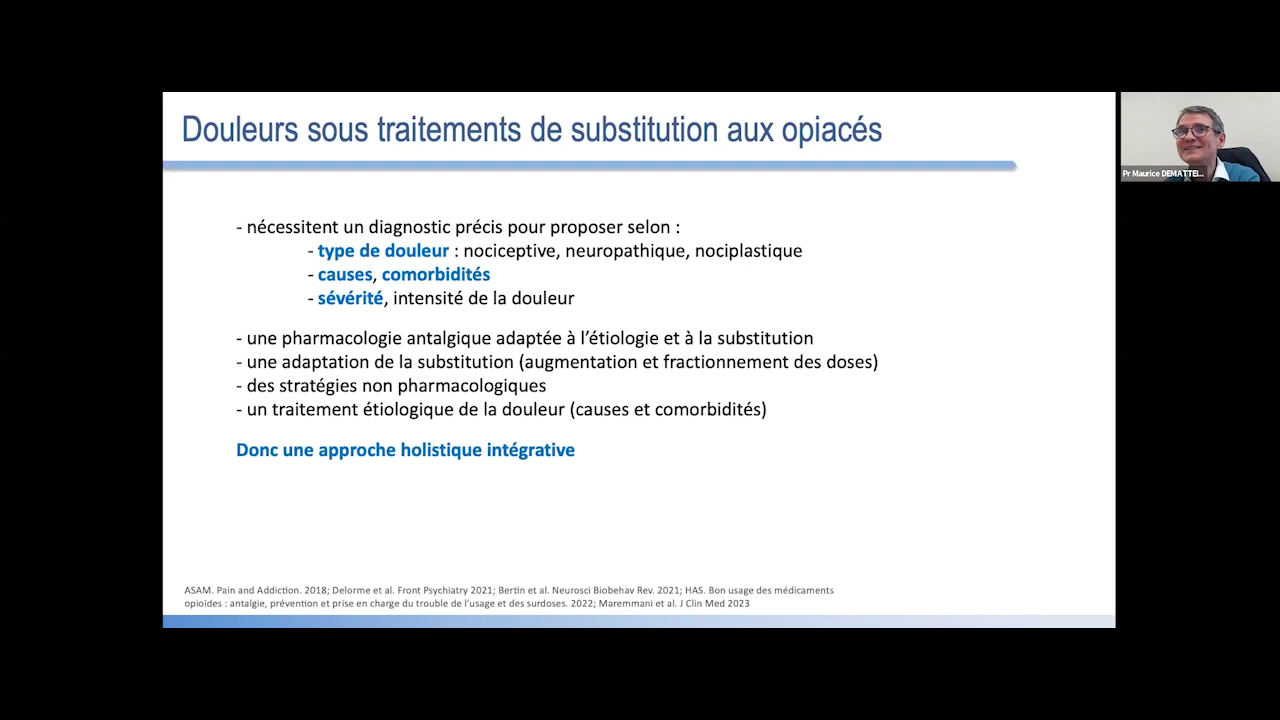 Douleurs sous traitements de substitution aux opiacés
- nécessitent un diagnostic précis pour proposer selon :
- type de douleur : nociceptive, neuropathique, nociplastique
- causes, comorbidités
- sévérité, intensité de la douleur
- une pharmacologie antalgique adaptée à l'étiologie et à la substitution
- une adaptation de la substitution (augmentation et fractionnement des doses)
- des stratégies non pharmacologiques
- un traitement étiologique de la douleur (causes et comorbidités)
Donc une approche holistique intégrative
ASAM. Pain and Addiction. 2018; Delorme et al. Front Psychiatry 2021; Bertin et al. Neurosci Biobehav Rev. 2021; HAS. Bon usage des médicaments
opioïdes : antalgie, prévention et prise en charge du trouble de l'usage et des surdoses. 2022; Maremmani et al. J Clin Med 2023
Pr Maurice DEMATTEI...